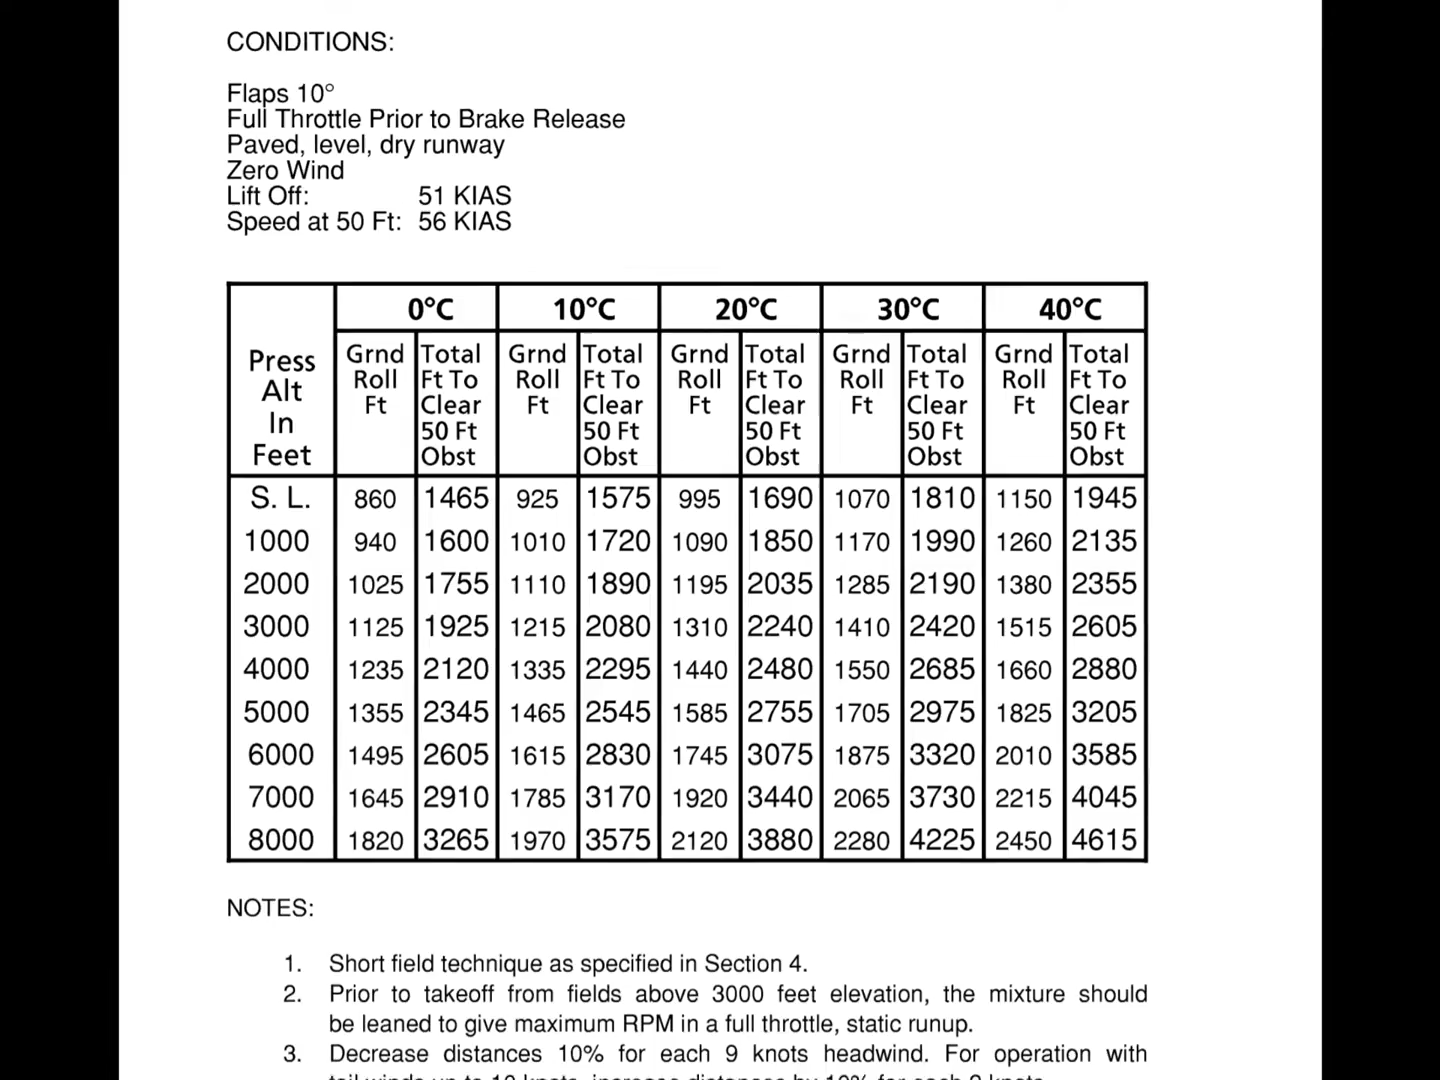 CONDITIONS:
Flaps 10°
Full Throttle Prior to Brake Release
Paved, level, dry runway
Zero Wind
Lift Off: 51 KIAS
Speed at 50 Ft: 56 KIAS
0°C 10°C 20°C 30°C 40°C
Press Alt In Feet Grnd Roll Ft Total Ft To Clear 50 Ft Obst Grnd Roll Ft Total Ft To Clear 50 Ft Obst Grnd Roll Ft Total Ft To Clear 50 Ft Obst Grnd Roll Ft Total Ft To Clear 50 Ft Obst Grnd Roll Ft Total Ft To Clear 50 Ft Obst
S. L. 860 1465 925 1575 995 1690 1070 1810 1150 1945
1000 940 1600 1010 1720 1090 1850 1170 1990 1260 2135
2000 1025 1755 1110 1890 1195 2035 1285 2190 1380 2355
3000 1125 1925 1215 2080 1310 2240 1410 2420 1515 2605
4000 1235 2120 1335 2295 1440 2480 1550 2685 1660 2880
5000 1355 2345 1465 2545 1585 2755 1705 2975 1825 3205
6000 1495 2605 1615 2830 1745 3075 1875 3320 2010 3585
7000 1645 2910 1785 3170 1920 3440 2065 3730 2215 4045
8000 1820 3265 1970 3575 2120 3880 2280 4225 2450 4615
NOTES:
1. Short field technique as specified in Section 4.
2. Prior to takeoff from fields above 3000 feet elevation, the mixture should
be leaned to give maximum RPM in a full throttle, static runup.
3. Decrease distances 10% for each 9 knots headwind. For operation with